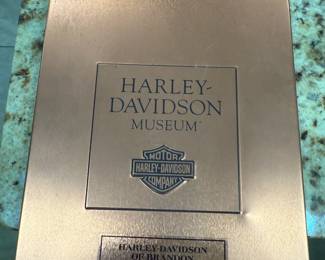 HARLEY-
DAVIDSON
MUSEUM
MOTOR
HARLEY-DAVIDSON
COMPANY
HARLEY-DAVIDSON
OF BRANDON